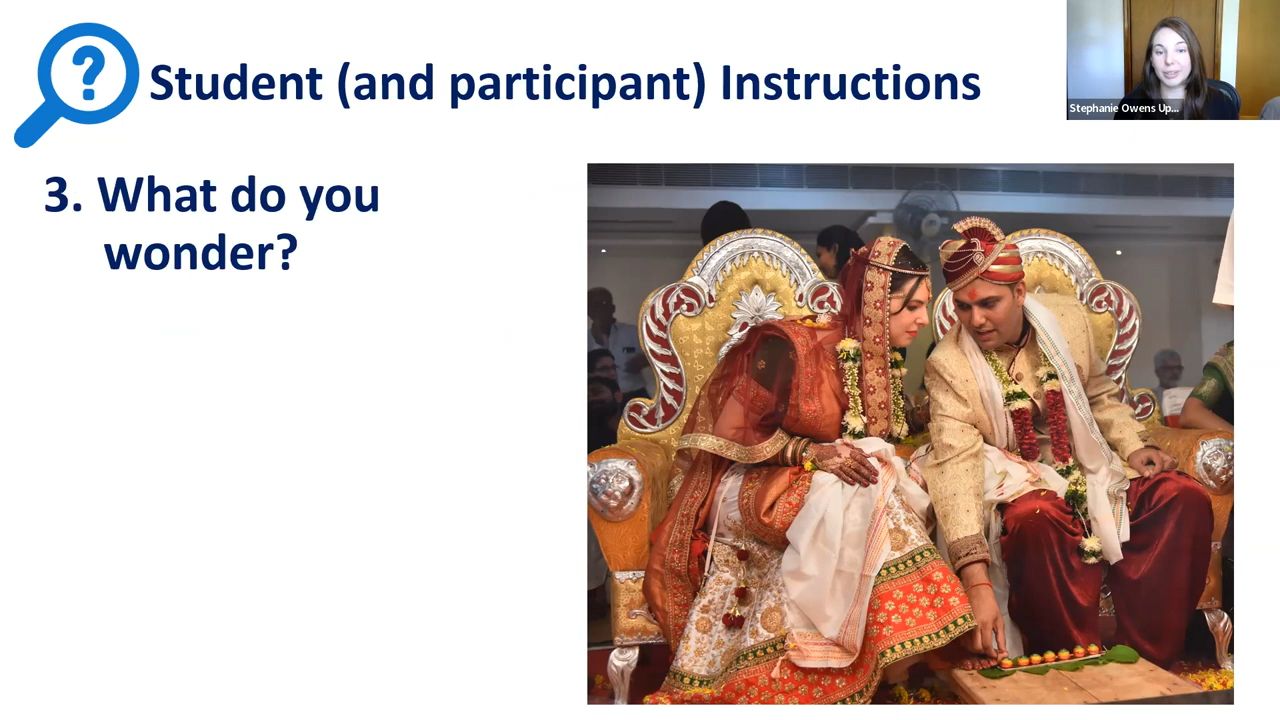 ?
Student (and participant) Instructions
Stephanie Owens Up...
3. What do you
wonder?